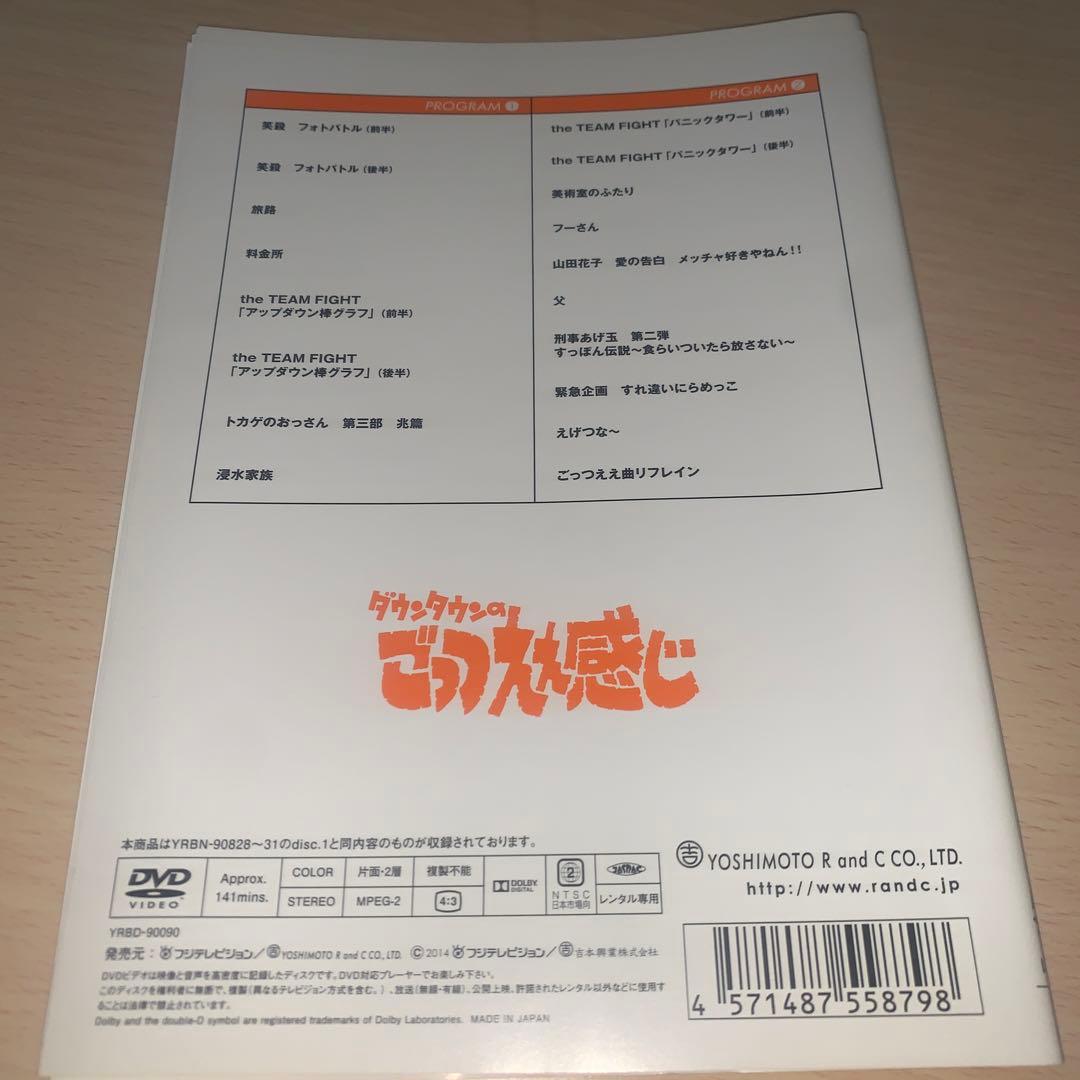 PROGRAM 1
笑殺 フォトバトル（前半）
笑殺 フォトバトル（後半）
旅路
料金所
the TEAM FIGHT
「アップダウン棒グラフ」（前半）
the TEAM FIGHT
「アップダウン棒グラフ」（後半）
トカゲのおっさん 第三部 兆篇
浸水家族
PROGRAM 2
the TEAM FIGHT「パニックタワー」（前半）
the TEAM FIGHT「パニックタワー」（後半）
美術室のふたり
フーさん
山田花子 愛の告白 メッチャ好きやねん!!
父
刑事あげ玉 第二弾
すっぽん伝説～食らいついたら放さない～
緊急企画 すれ違いにらめっこ
えげつな～
ごっつええ曲リフレイン
ダウンタウンの
ごっつええ感じ
本商品はYRBN-90828～31のdisc.1と同内容のものが収録されております。
DVD VIDEO
Approx. 141mins.
COLOR
STEREO
片面・2層
MPEG-2
複製不能
4:3
DOLBY DIGITAL
2
NTSC
日本市場向
JASRAC
レンタル専用
吉 YOSHIMOTO R and C CO., LTD.
http://www.randc.jp
YRBD-90090
発売元：フジテレビジョン／吉YOSHIMOTO R and C CO., LTD. ©2014 フジテレビジョン／吉吉本興業株式会社
DVDビデオは映像と音声を高密度に記録したディスクです。DVD対応プレーヤーでお楽しみ下さい。
このディスクを権利者に無断で、複製（異なるテレビジョン方式を含む。）、放送（無線・有線）、公開上映、許諾されたレンタル以外などに使用す
ることは法律で禁止されています。
Dolby and the double-D symbol are registered trademarks of Dolby Laboratories. MADE IN JAPAN
4 571487 558798